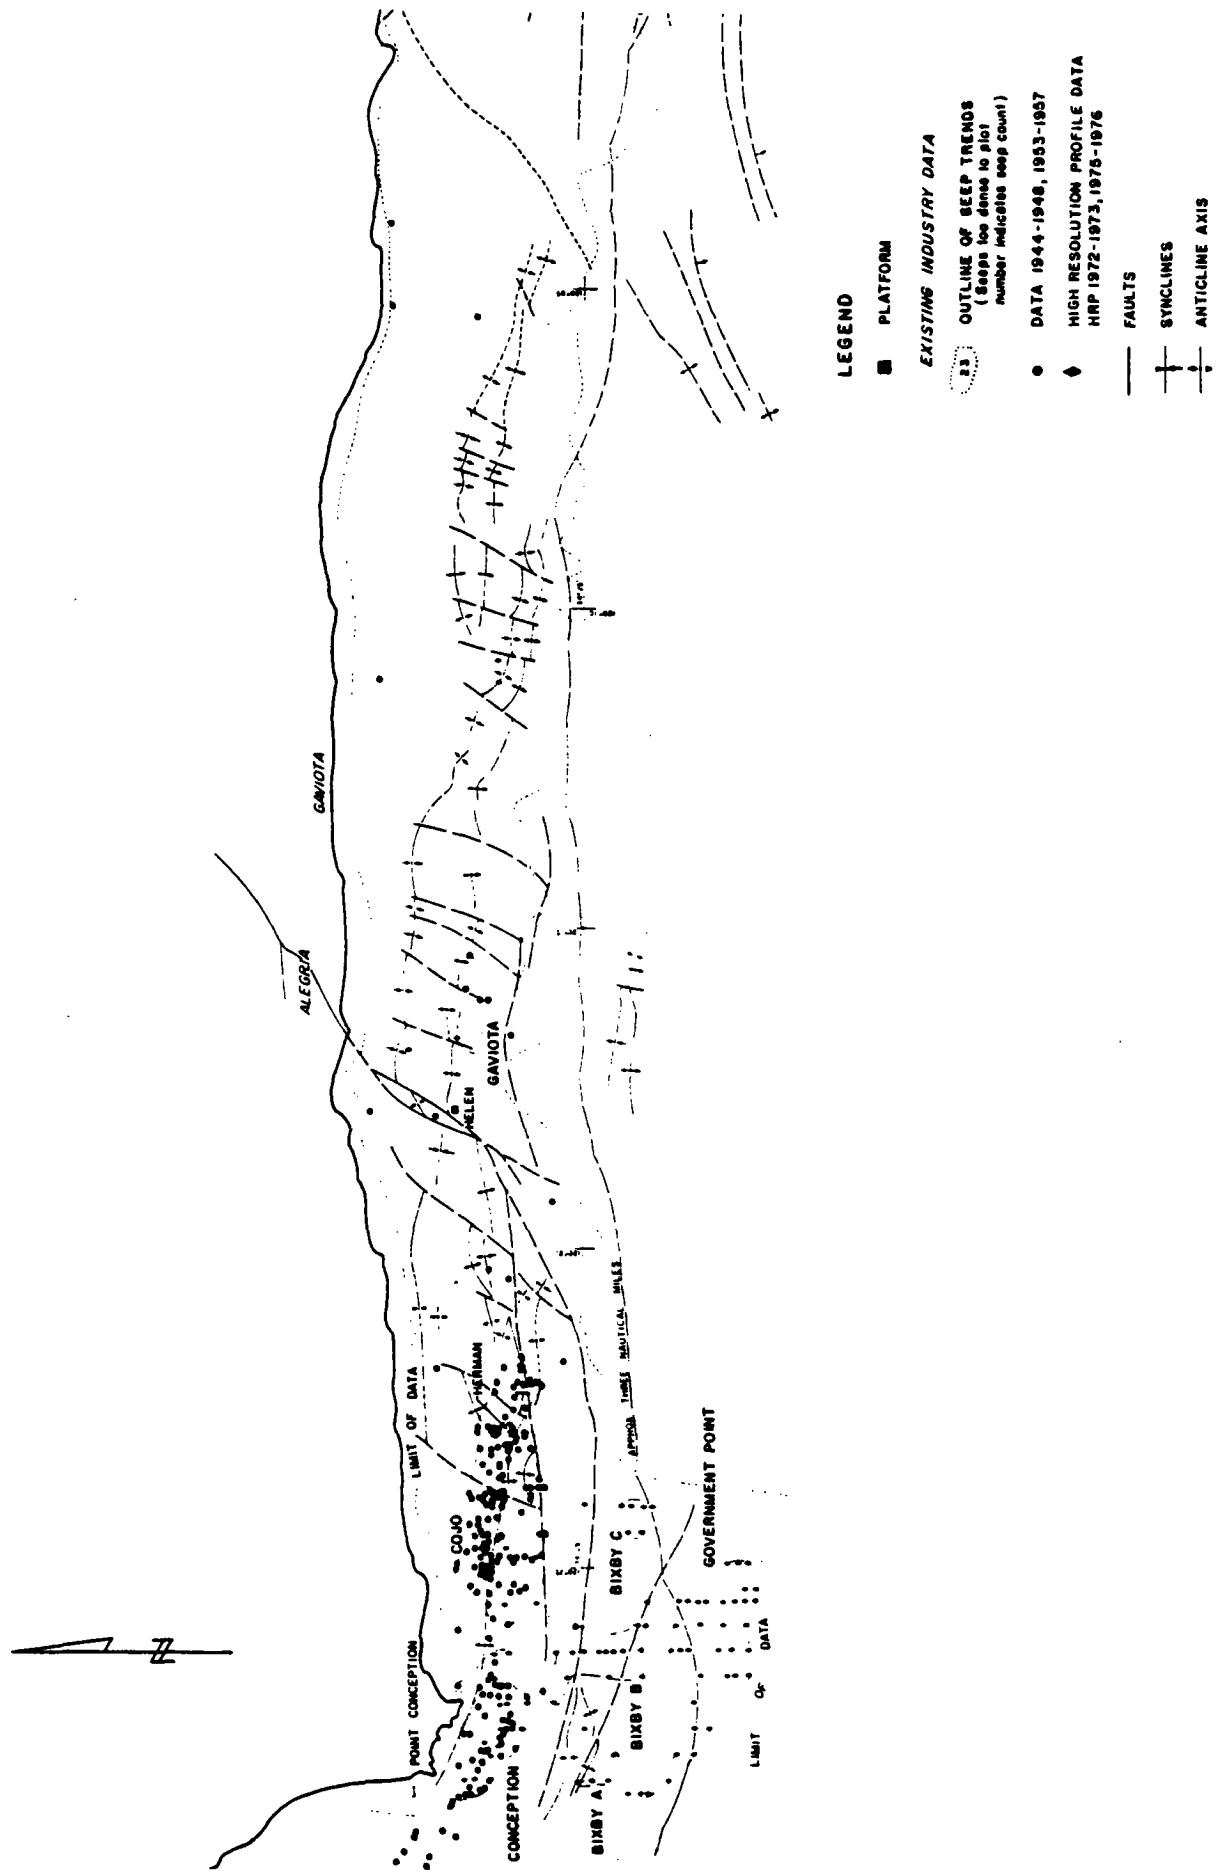 GAVIOTA
ALEGRIA
POINT CONCEPTION
LIMIT OF DATA
COJO
HERMAN
HELEN
GAVIOTA
CONCEPTION
BIXBY A
BIXBY B
BIXBY C
APPROX THREE NAUTICAL MILES
GOVERNMENT POINT
LIMIT OF DATA
LEGEND
PLATFORM
EXISTING INDUSTRY DATA
23
OUTLINE OF SEEP TRENDS
(Seeps too dense to plot
number indicates seep count)
DATA 1944-1948, 1953-1957
HIGH RESOLUTION PROFILE DATA
HRP 1972-1973, 1975-1976
FAULTS
SYNCLINES
ANTICLINE AXIS